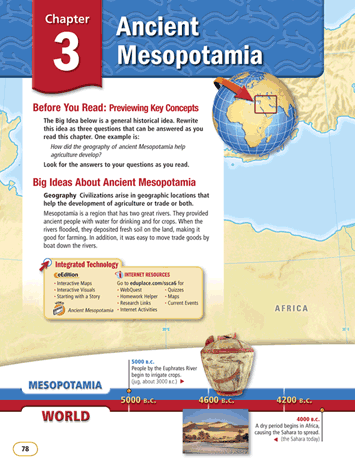 Chapter
3
Ancient
Mesopotamia
Before You Read: Previewing Key Concepts
The Big Idea below is a general historical idea. Rewrite
this idea as three questions that can be answered as you
read this chapter. One example is:
How did the geography of ancient Mesopotamia help
agriculture develop?
Look for the answers to your questions as you read.
Big Ideas About Ancient Mesopotamia
Geography Civilizations arise in geographic locations that
help the development of agriculture or trade or both.
Mesopotamia is a region that has two great rivers. They provided
ancient people with water for drinking and for crops. When the
rivers flooded, they deposited fresh soil on the land, making it
good for farming. In addition, it was easy to move trade goods by
boat down the rivers.
Integrated Technology
eEdition
• Interactive Maps
• Interactive Visuals
• Starting with a Story
Ancient Mesopotamia
INTERNET RESOURCES
Go to eduplace.com/ssca6 for
• WebQuest
• Quizzes
• Homework Helper
• Maps
• Research Links
• Current Events
• Internet Activities
AFRICA
5000 B.C.
People by the Euphrates River
begin to irrigate crops.
(jug, about 3000 B.C.)
MESOPOTAMIA
5000 B.C.
4600 B.C.
4200 B.C.
WORLD
4000 B.C.
A dry period begins in Africa,
causing the Sahara to spread.
(the Sahara today)
78